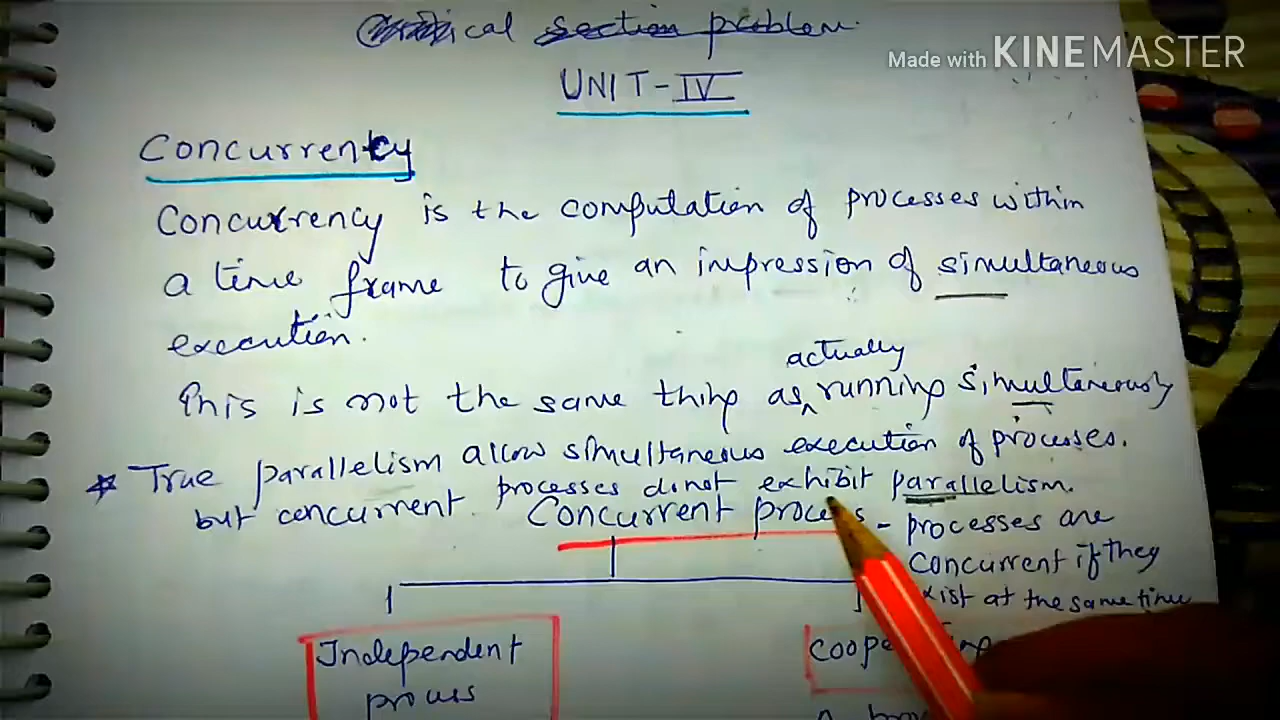 ical section problem.
Made with KINEMASTER
UNIT-IV
Concurrency
Concurrency is the computation of processes within
a time frame to give an impression of simultaneous
execution.
actually
This is not the same thing as running simultaneously
* True parallelism allow simultaneous execution of processes.
but concurrent processes do not exhibit parallelism.
Concurrent process - processes are
concurrent if they
exist at the same time
Independent
process
Coope